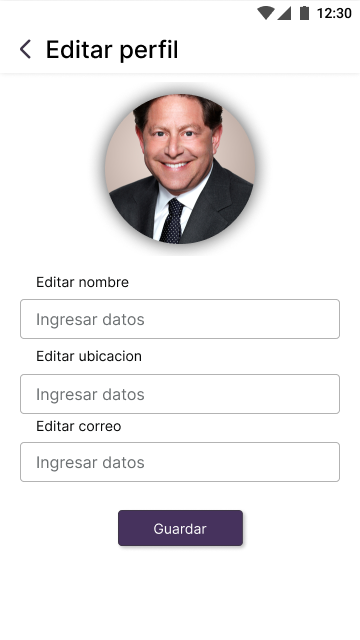 12:30
Editar perfil
Editar nombre
Ingresar datos
Editar ubicacion
Ingresar datos
Editar correo
Ingresar datos
Guardar